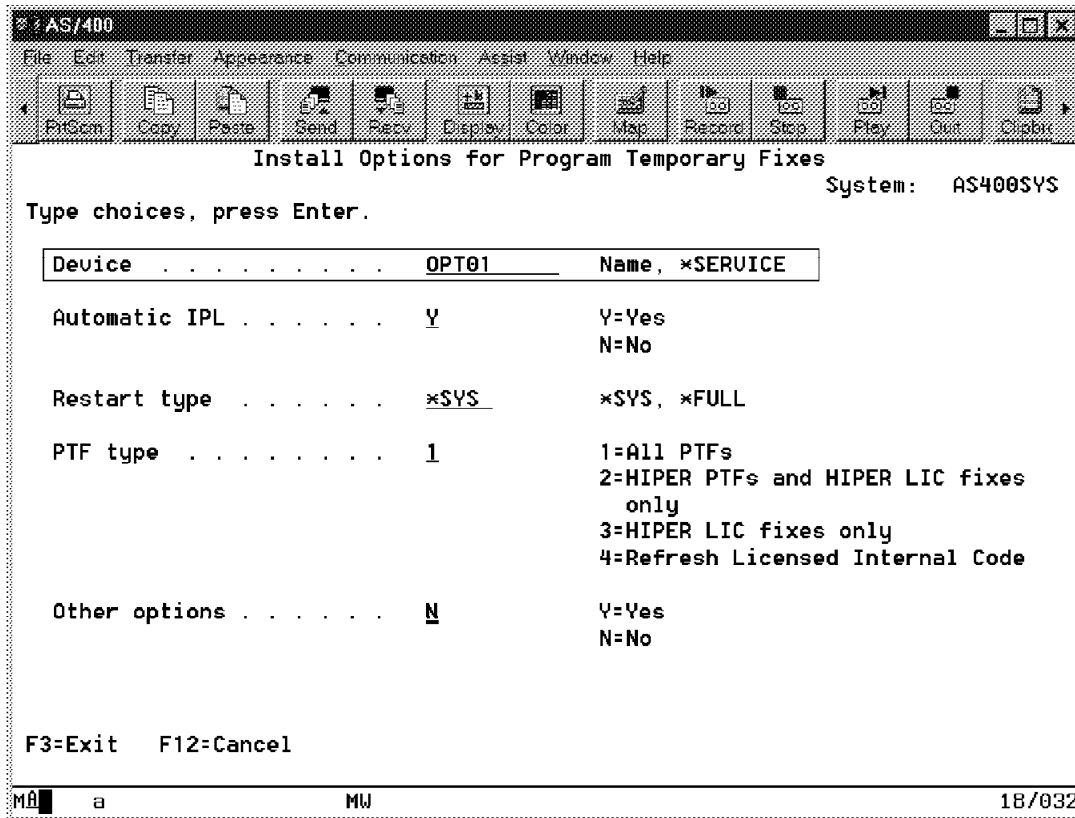 AS/400
File Edit Transfer Appearance Communication Assist Window Help
PrtScrn Copy Paste Send Recv Display Color Map Record Stop Play Quit Clipbrd
Install Options for Program Temporary Fixes
System: AS400SYS
Type choices, press Enter.
Device . . . . . . . . . . OPT01 Name, *SERVICE
Automatic IPL . . . . . . Y Y=Yes
N=No
Restart type . . . . . . *SYS *SYS, *FULL
PTF type . . . . . . . . 1 1=All PTFs
2=HIPER PTFs and HIPER LIC fixes
only
3=HIPER LIC fixes only
4=Refresh Licensed Internal Code
Other options . . . . . . N Y=Yes
N=No
F3=Exit F12=Cancel
MA a MW 18/032